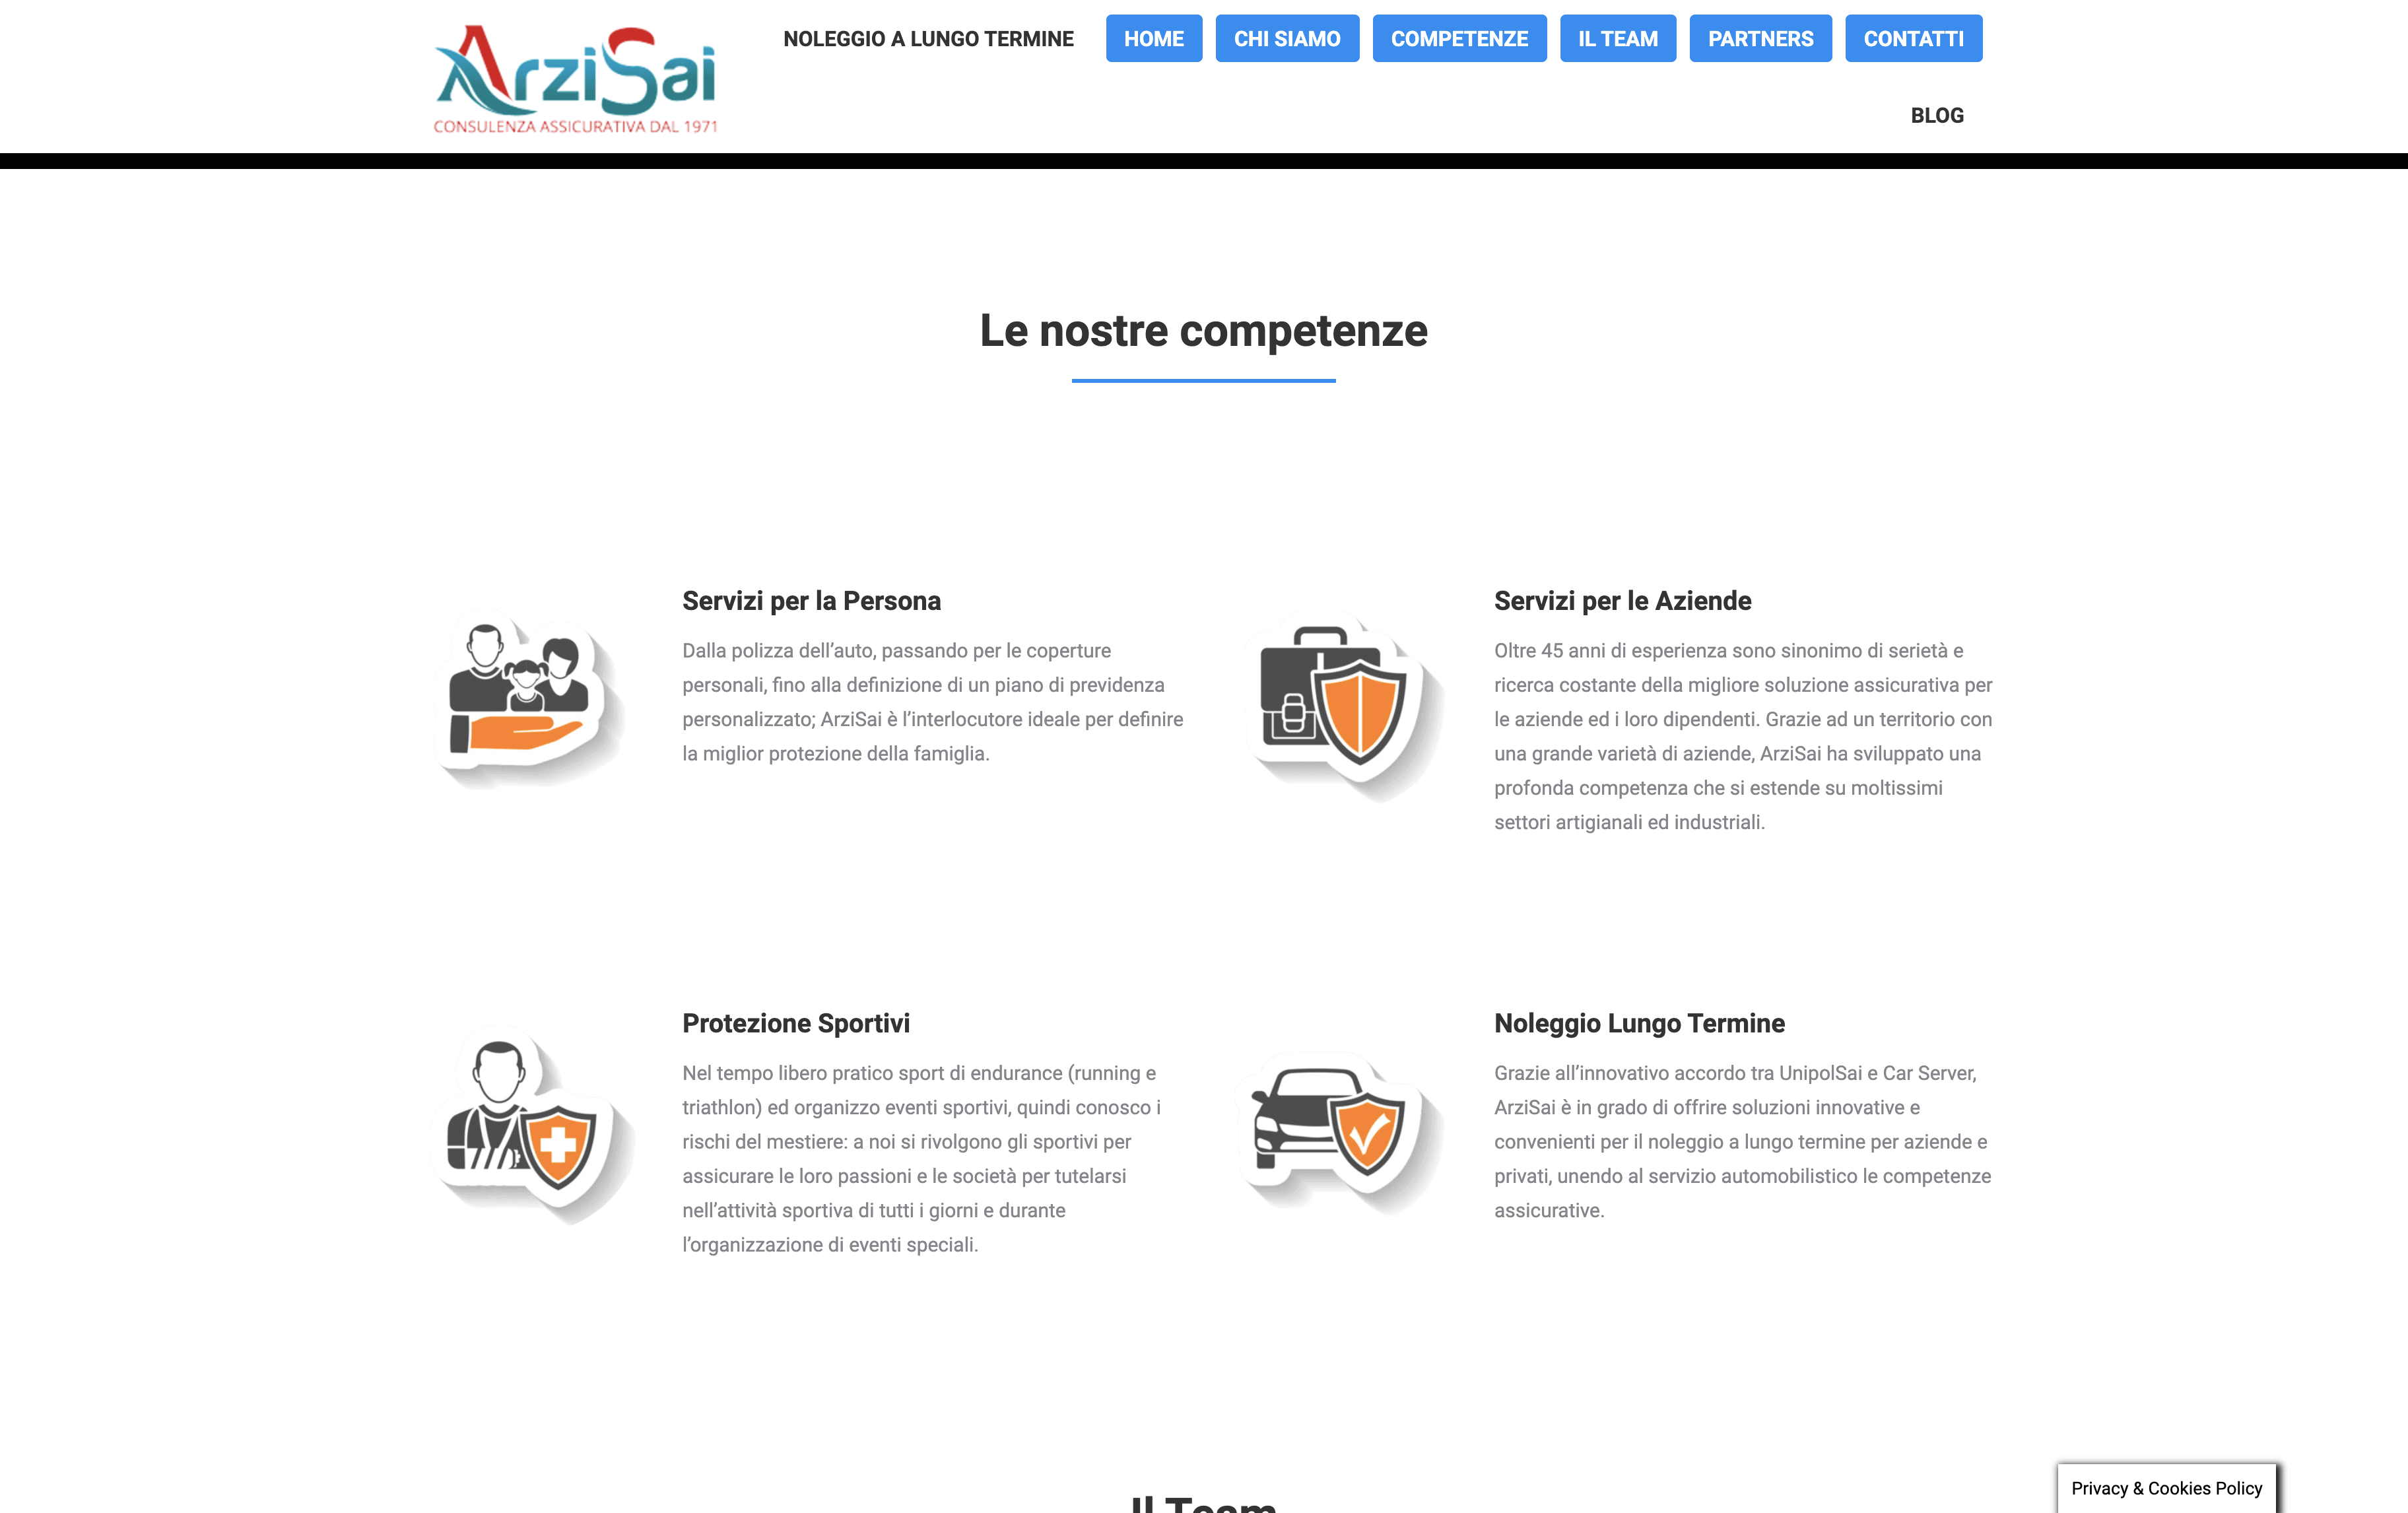 ArziSai
CONSULENZA ASSICURATIVA DAL 1971
NOLEGGIO A LUNGO TERMINE
HOME
CHI SIAMO
COMPETENZE
IL TEAM
PARTNERS
CONTATTI
BLOG
Le nostre competenze
Servizi per la Persona
Dalla polizza dell’auto, passando per le coperture
personali, fino alla definizione di un piano di previdenza
personalizzato; ArziSai è l’interlocutore ideale per definire
la miglior protezione della famiglia.
Servizi per le Aziende
Oltre 45 anni di esperienza sono sinonimo di serietà e
ricerca costante della migliore soluzione assicurativa per
le aziende ed i loro dipendenti. Grazie ad un territorio con
una grande varietà di aziende, ArziSai ha sviluppato una
profonda competenza che si estende su moltissimi
settori artigianali ed industriali.
Protezione Sportivi
Nel tempo libero pratico sport di endurance (running e
triathlon) ed organizzo eventi sportivi, quindi conosco i
rischi del mestiere: a noi si rivolgono gli sportivi per
assicurare le loro passioni e le società per tutelarsi
nell’attività sportiva di tutti i giorni e durante
l’organizzazione di eventi speciali.
Noleggio Lungo Termine
Grazie all’innovativo accordo tra UnipolSai e Car Server,
ArziSai è in grado di offrire soluzioni innovative e
convenienti per il noleggio a lungo termine per aziende e
privati, unendo al servizio automobilistico le competenze
assicurative.
Il Team
Privacy & Cookies Policy